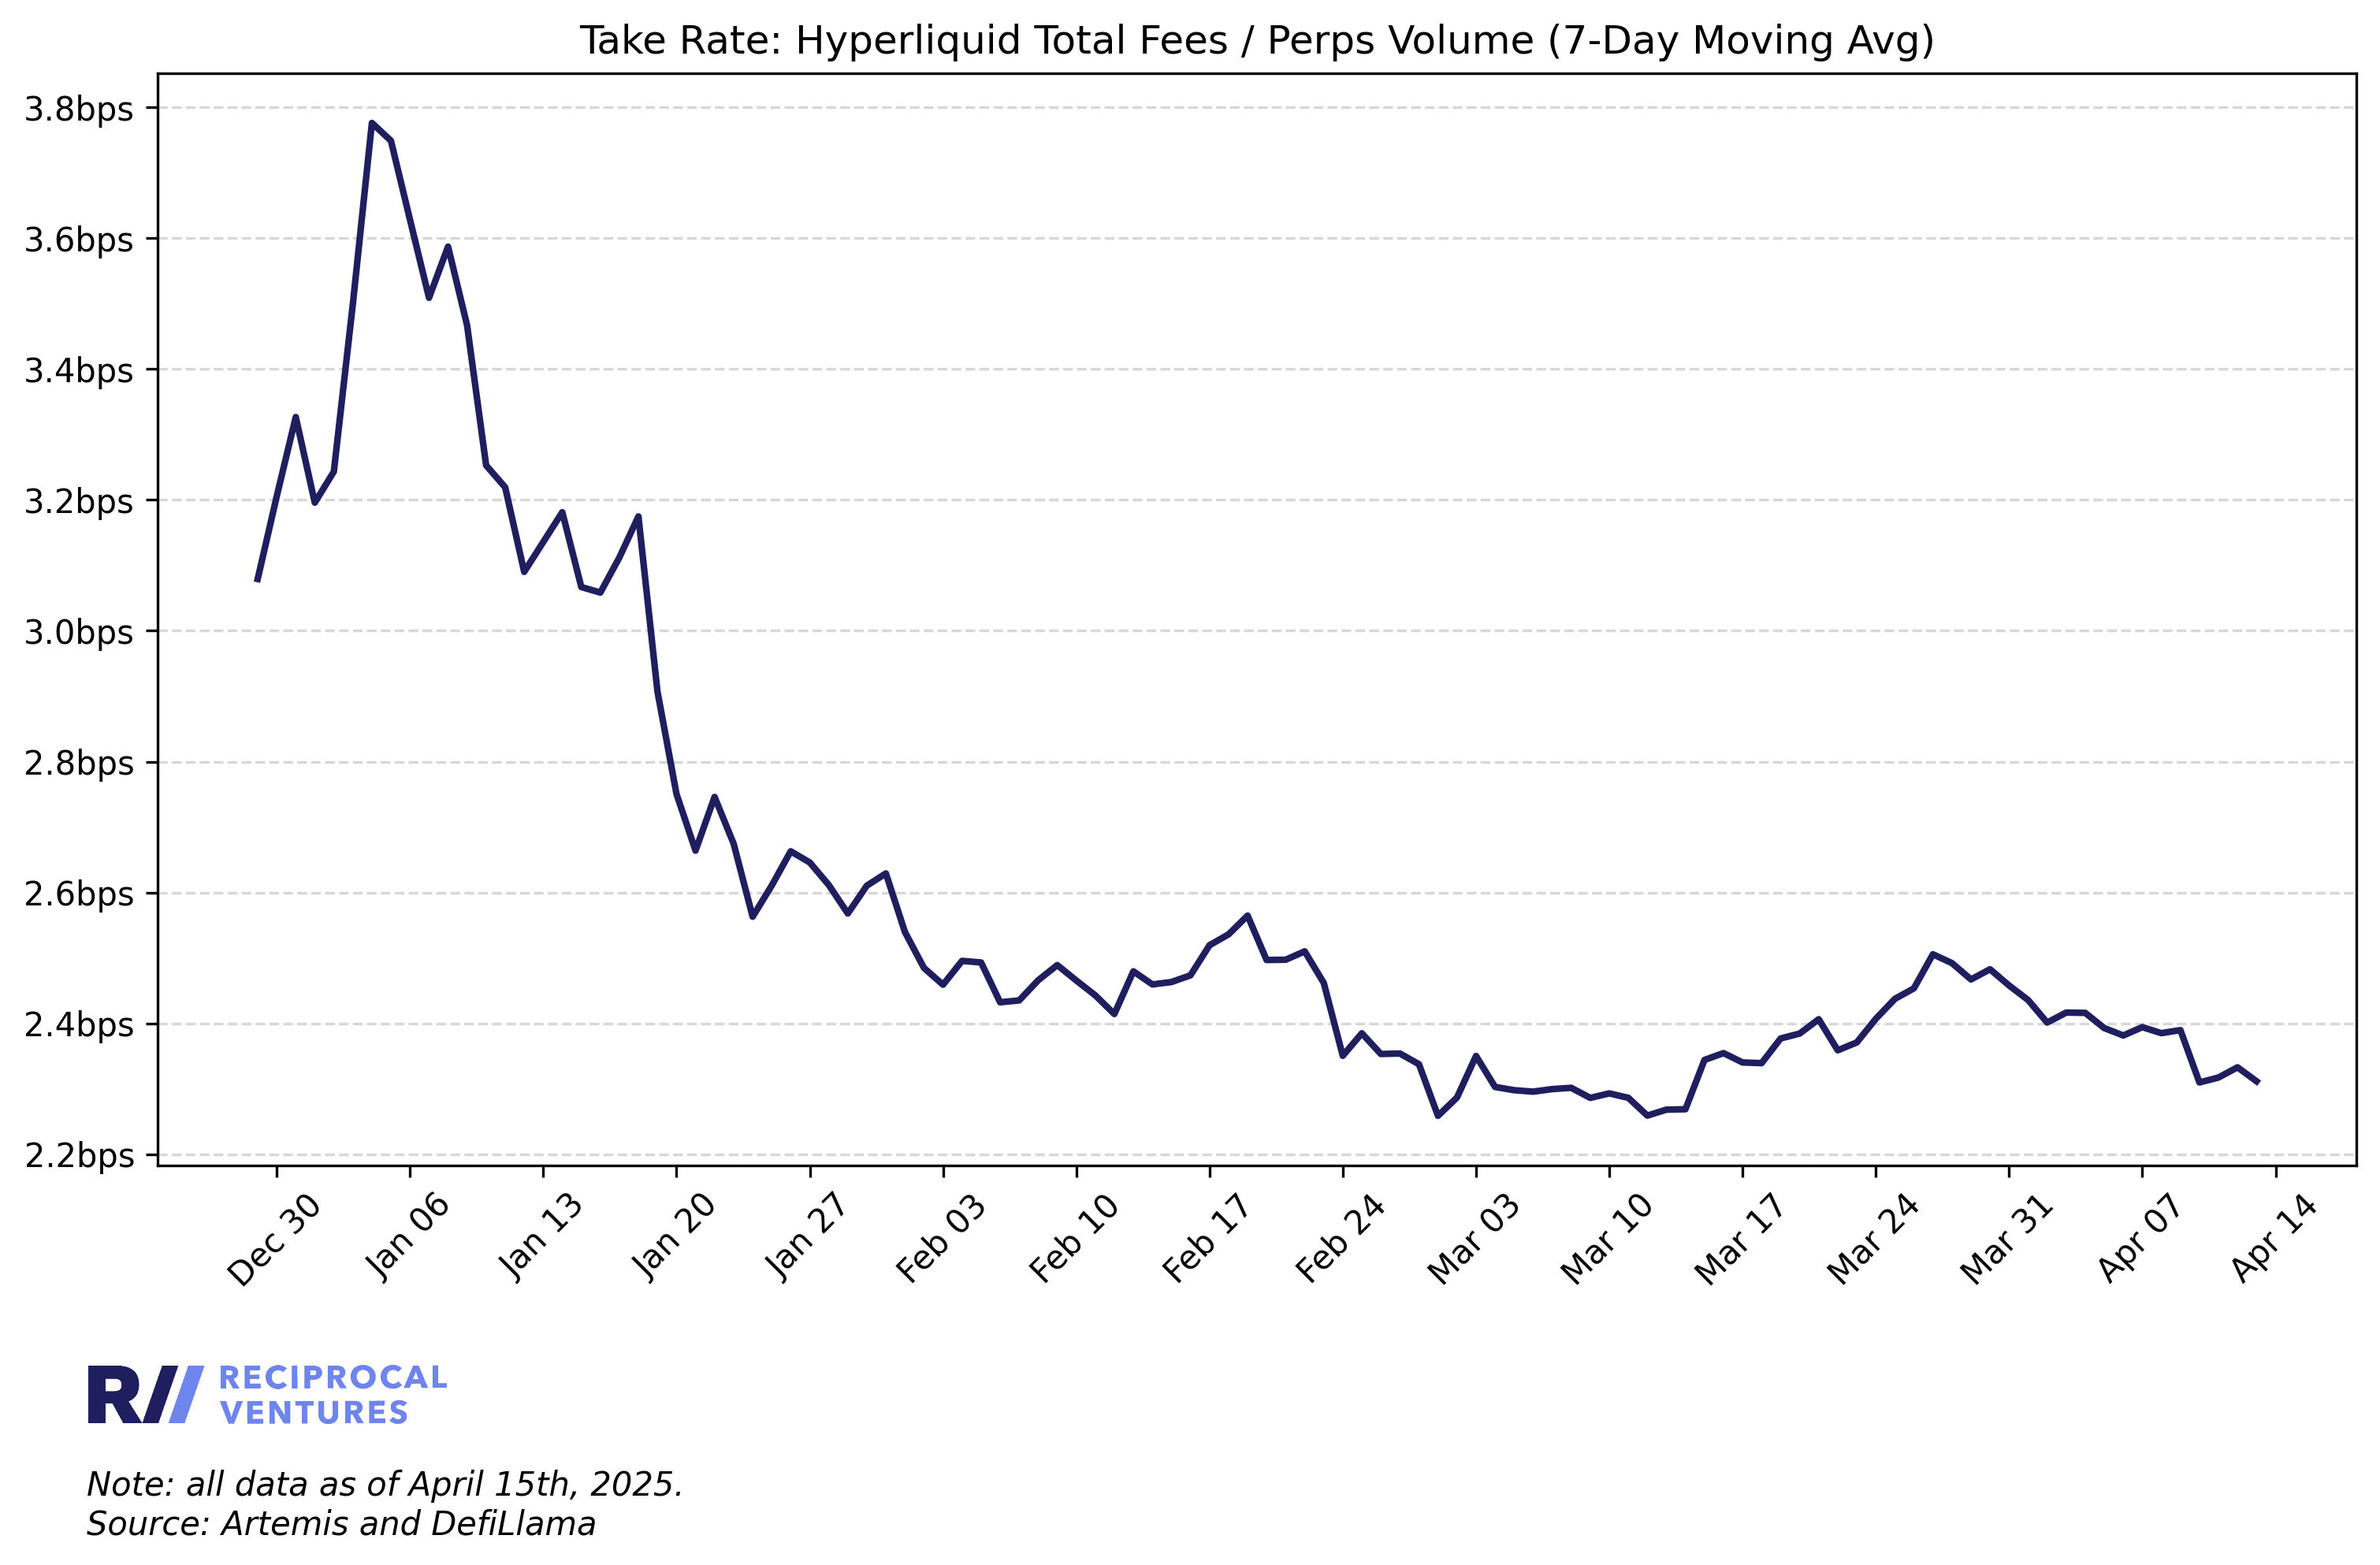 Take Rate: Hyperliquid Total Fees / Perps Volume (7-Day Moving Avg)
3.8bps
3.6bps
3.4bps
3.2bps
3.0bps
2.8bps
2.6bps
2.4bps
2.2bps
Dec 30
Jan 06
Jan 13
Jan 20
Jan 27
Feb 03
Feb 10
Feb 17
Feb 24
Mar 03
Mar 10
Mar 17
Mar 24
Mar 31
Apr 07
Apr 14
R// RECIPROCAL
VENTURES
Note: all data as of April 15th, 2025.
Source: Artemis and DefiLlama